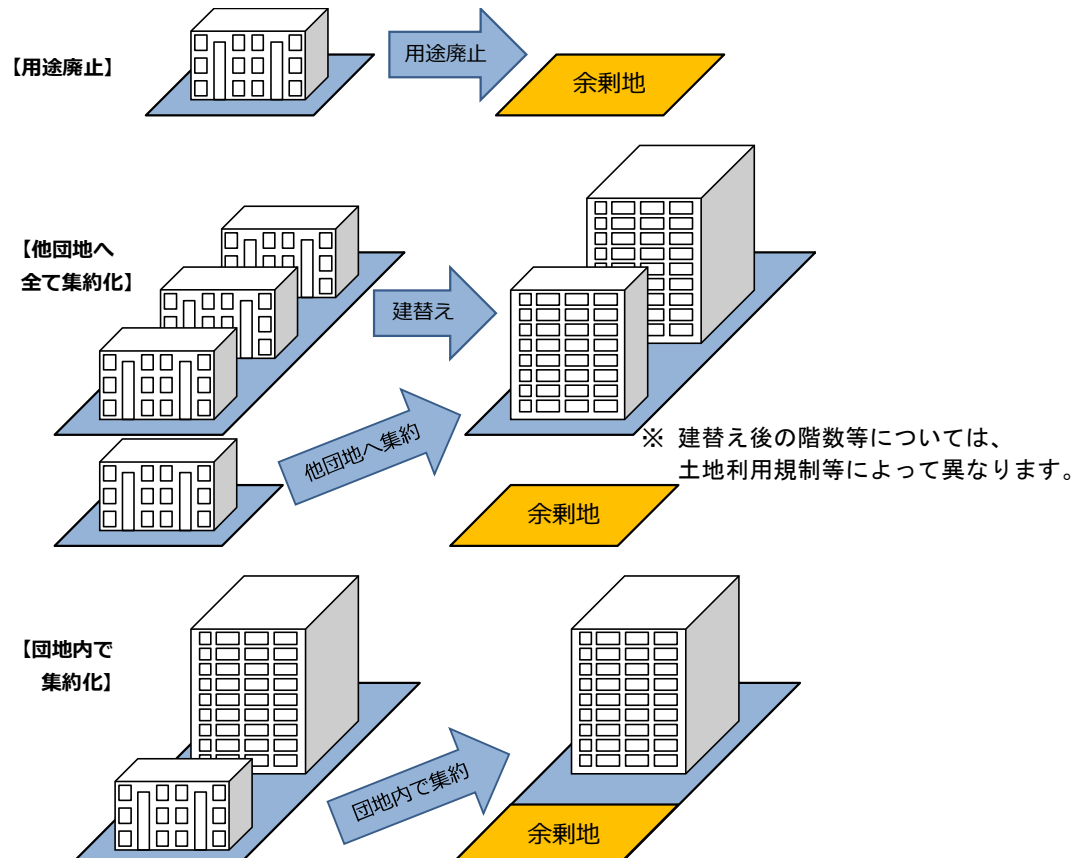 【用途廃止】
用途廃止
余剰地
【他団地へ
全て集約化】
建替え
他団地へ集約
※ 建替え後の階数等については、
土地利用規制等によって異なります。
余剰地
【団地内で
集約化】
団地内で集約
余剰地